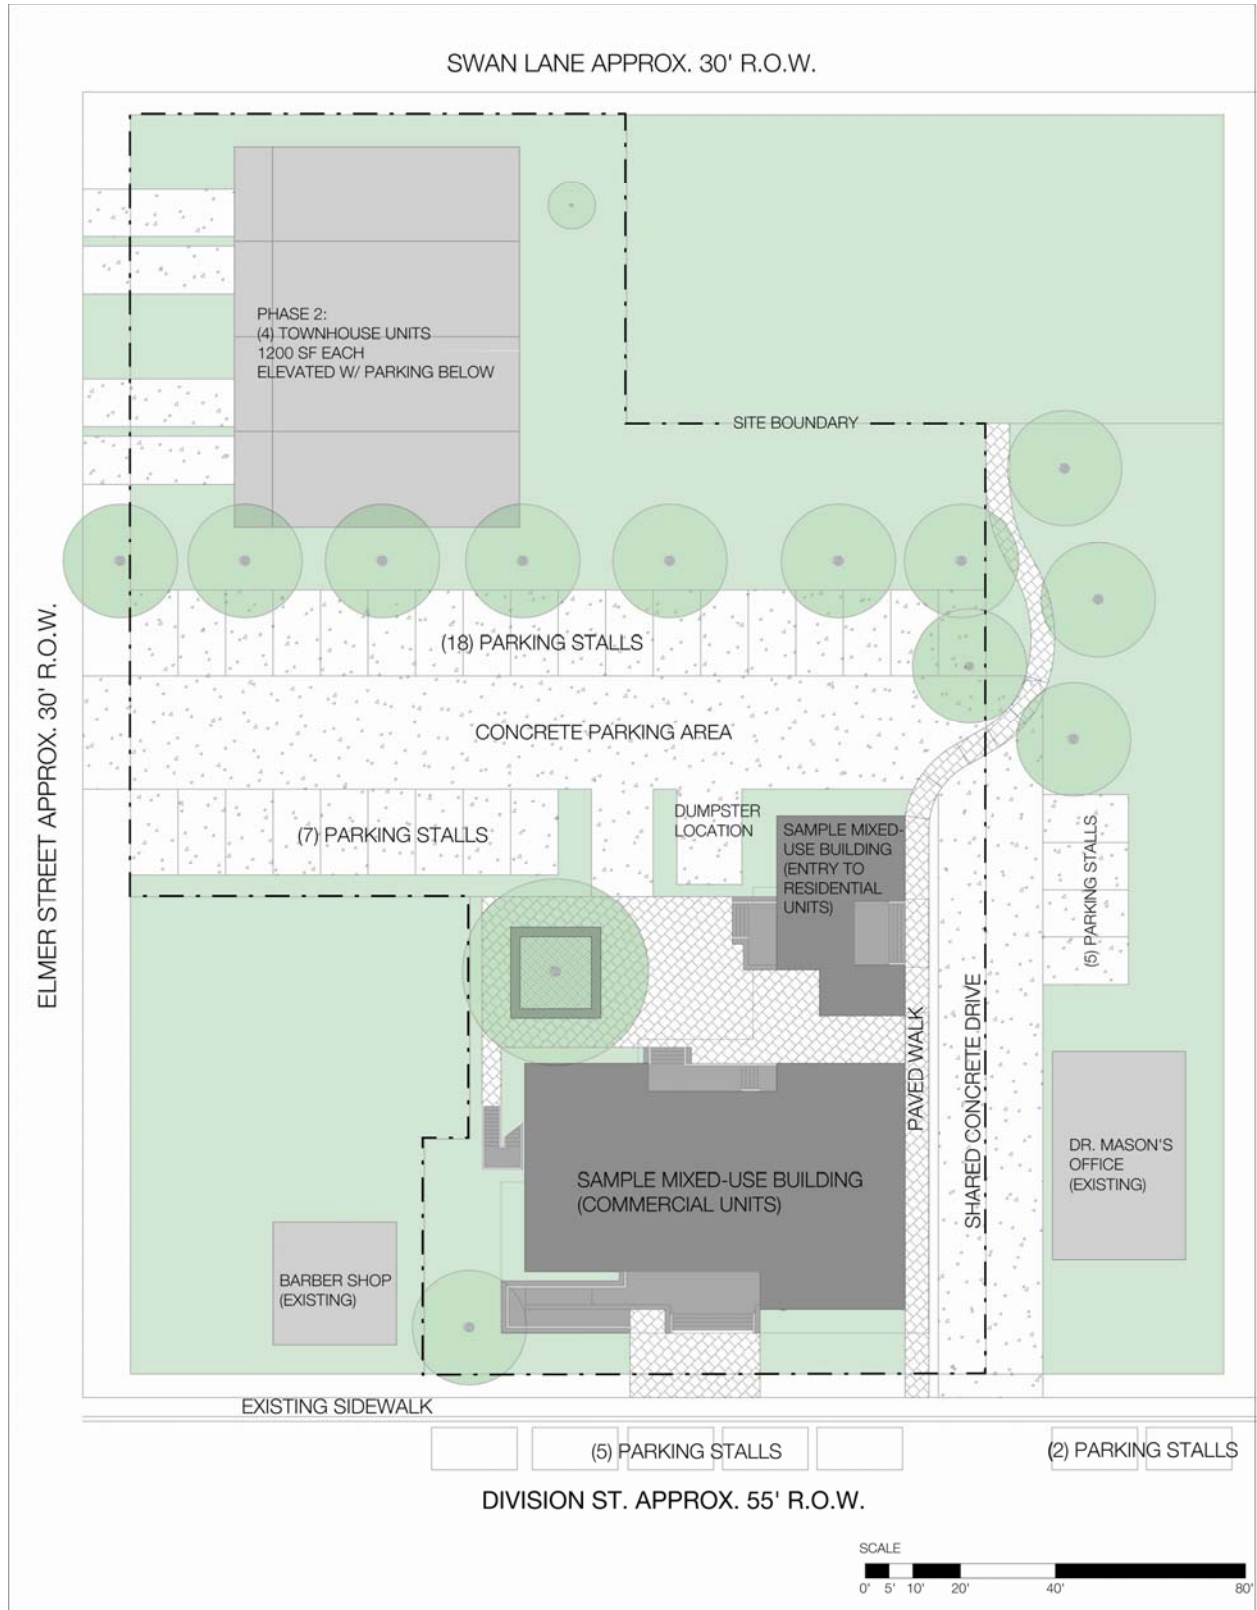 SWAN LANE APPROX. 30' R.O.W.
PHASE 2:
(4) TOWNHOUSE UNITS
1200 SF EACH
ELEVATED W/ PARKING BELOW
SITE BOUNDARY
ELMER STREET APPROX. 30' R.O.W.
(18) PARKING STALLS
CONCRETE PARKING AREA
(7) PARKING STALLS
DUMPSTER
LOCATION
SAMPLE MIXED-
USE BUILDING
(ENTRY TO
RESIDENTIAL
UNITS)
(5) PARKING STALLS
PAVED WALK
SHARED CONCRETE DRIVE
DR. MASON'S
OFFICE
(EXISTING)
SAMPLE MIXED-USE BUILDING
(COMMERCIAL UNITS)
BARBER SHOP
(EXISTING)
EXISTING SIDEWALK
(5) PARKING STALLS
(2) PARKING STALLS
DIVISION ST. APPROX. 55' R.O.W.
SCALE
0' 5' 10' 20' 40' 80'